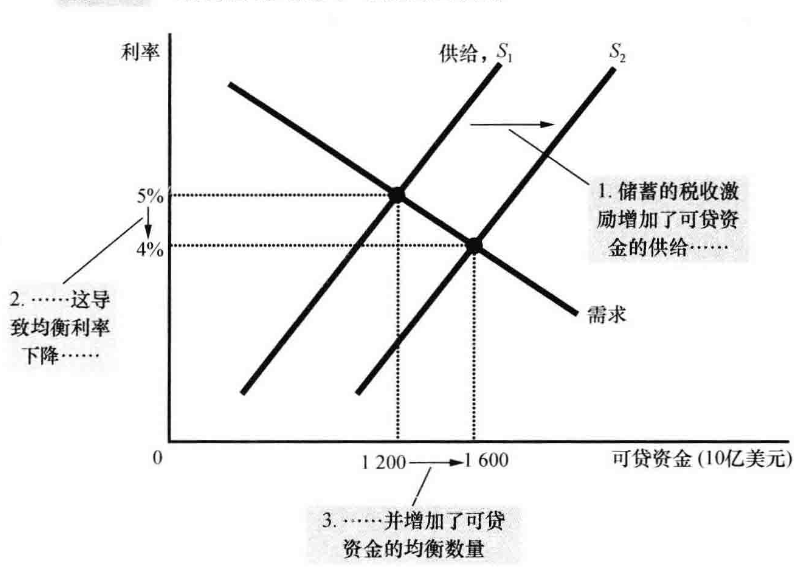 利率
供给，S₁
S₂
5%
4%
1. 储蓄的税收激
励增加了可贷资
金的供给……
2. ……这导
致均衡利率
下降……
需求
0
1 200
1 600
可贷资金 (10亿美元)
3. ……并增加了可贷
资金的均衡数量